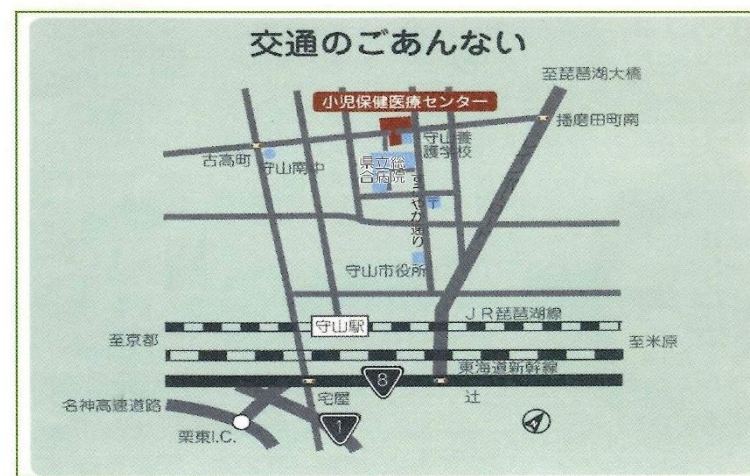 交通のごあんない
至琵琶湖大橋
小児保健医療センター
播磨田町南
古高町
守山南中
守山養
護学校
県立総
合病院
すこやか通り
〒
守山市役所
JR琵琶湖線
守山駅
至京都
至米原
東海道新幹線
8
宅屋
辻
名神高速道路
栗東I.C.
1